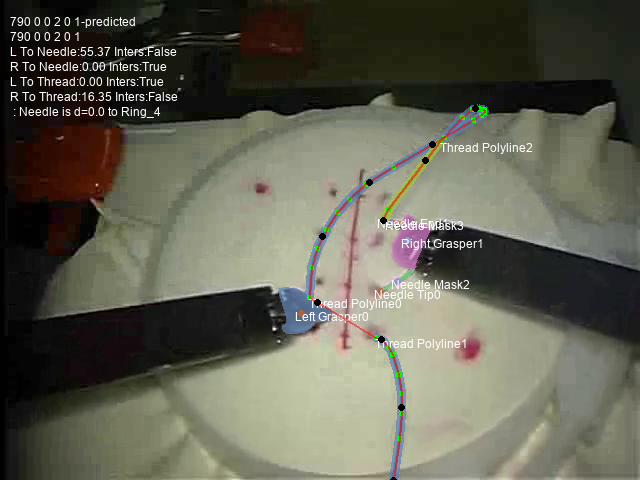 790 0 0 2 0 1-predicted
790 0 0 2 0 1
L To Needle:55.37 Inters:False
R To Needle:0.00 Inters:True
L To Thread:0.00 Inters:True
R To Thread:16.35 Inters:False
: Needle is d=0.0 to Ring_4
Thread Polyline2
Needle Mask3
Right Grasper1
Needle Mask2
Needle Tip0
Thread Polyline0
Left Grasper0
Thread Polyline1